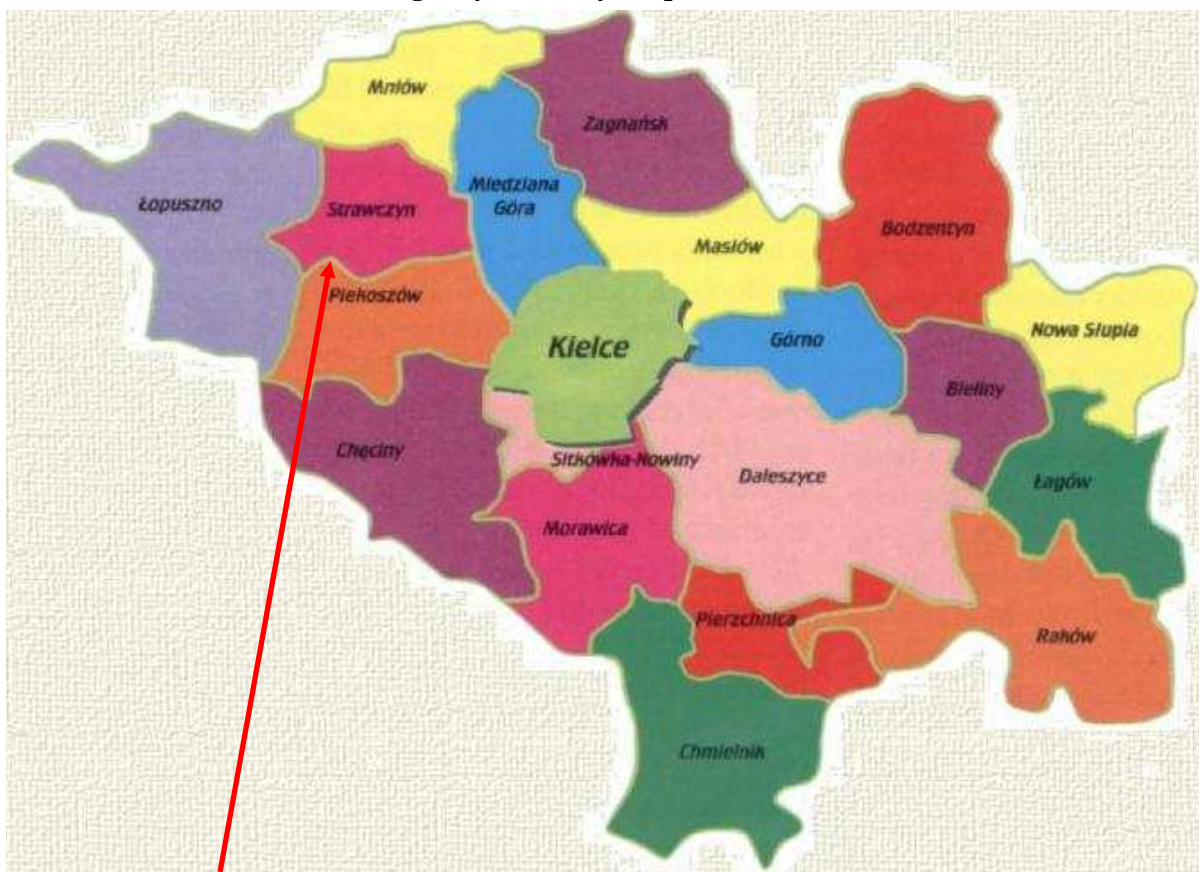 Mniów
Zagnańsk
Łopuszno
Strawczyn
Miedziana
Góra
Masłów
Bodzentyn
Piekoszów
Kielce
Górno
Nowa Słupia
Bieliny
Chęciny
Sitkówka-Nowiny
Daleszyce
Łagów
Morawica
Pierzchnica
Raków
Chmielnik